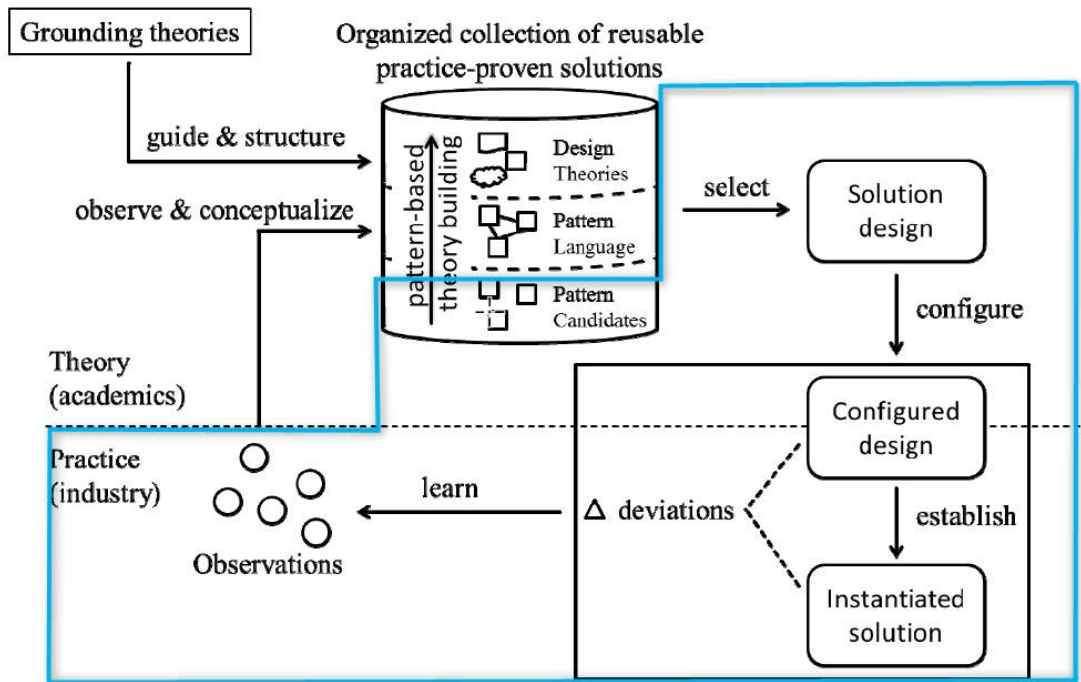 Grounding theories
Organized collection of reusable
practice-proven solutions
guide & structure
observe & conceptualize
pattern-based
theory building
Design
Theories
Pattern
Language
Pattern
Candidates
select
Solution
design
configure
Theory
(academics)
Practice
(industry)
Configured
design
learn
Δ deviations
establish
Observations
Instantiated
solution